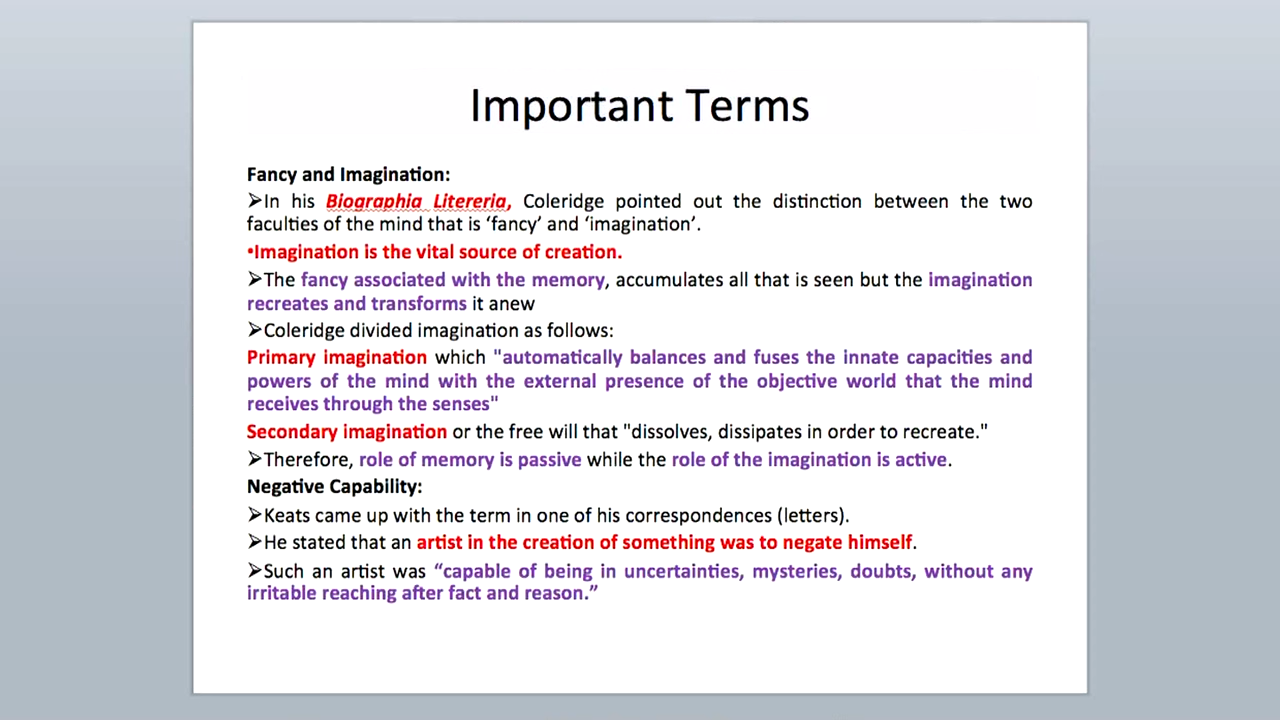 Important Terms
Fancy and Imagination:
➢In his Biographia Litereria, Coleridge pointed out the distinction between the two
faculties of the mind that is ‘fancy’ and ‘imagination’.
•Imagination is the vital source of creation.
➢The fancy associated with the memory, accumulates all that is seen but the imagination
recreates and transforms it anew
➢Coleridge divided imagination as follows:
Primary imagination which "automatically balances and fuses the innate capacities and
powers of the mind with the external presence of the objective world that the mind
receives through the senses"
Secondary imagination or the free will that "dissolves, dissipates in order to recreate."
➢Therefore, role of memory is passive while the role of the imagination is active.
Negative Capability:
➢Keats came up with the term in one of his correspondences (letters).
➢He stated that an artist in the creation of something was to negate himself.
➢Such an artist was “capable of being in uncertainties, mysteries, doubts, without any
irritable reaching after fact and reason.”